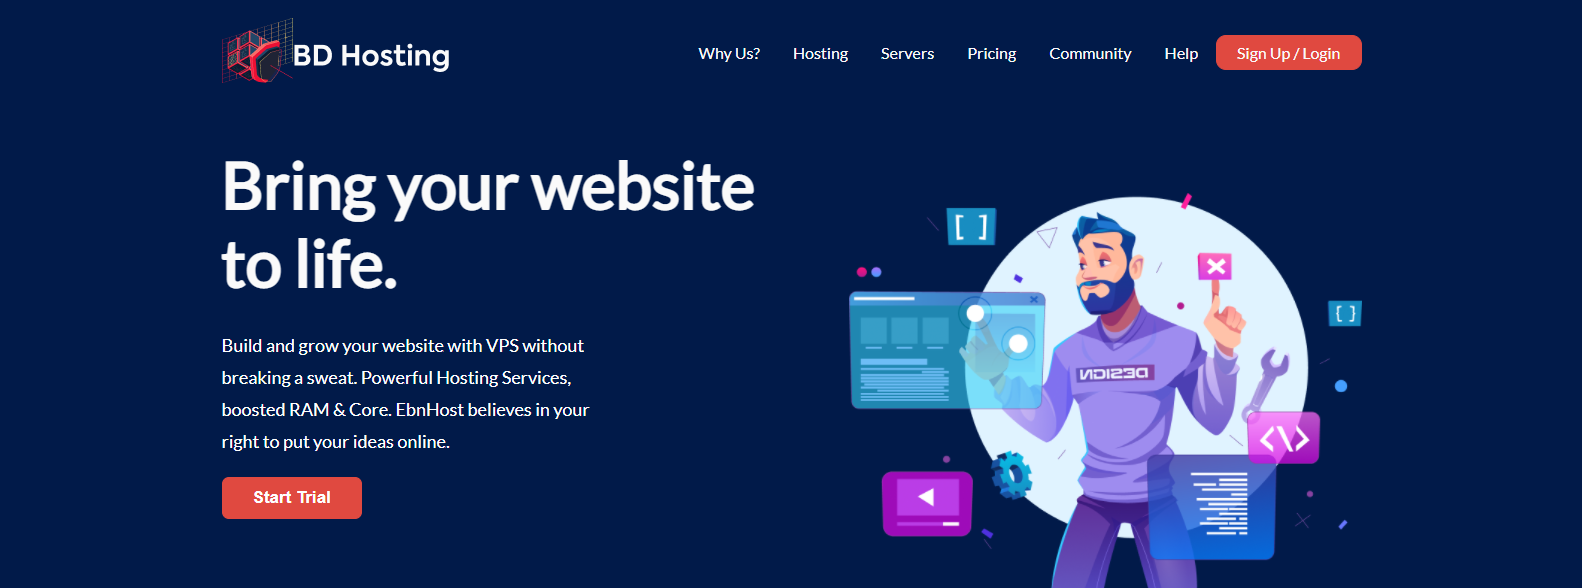 BD Hosting
Why Us? Hosting Servers Pricing Community Help Sign Up / Login
Bring your website
to life.
Build and grow your website with VPS without
breaking a sweat. Powerful Hosting Services,
boosted RAM & Core. EbnHost believes in your
right to put your ideas online.
Start Trial
[ ]
[ ]
DESIGN
<\>